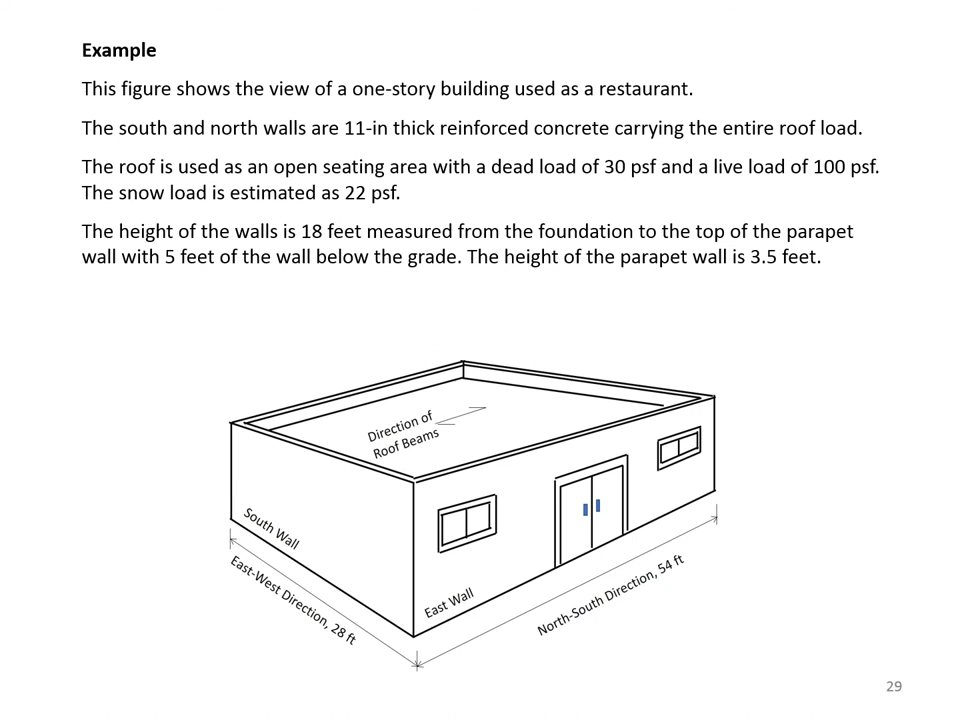 Example
This figure shows the view of a one-story building used as a restaurant.
The south and north walls are 11-in thick reinforced concrete carrying the entire roof load.
The roof is used as an open seating area with a dead load of 30 psf and a live load of 100 psf.
The snow load is estimated as 22 psf.
The height of the walls is 18 feet measured from the foundation to the top of the parapet
wall with 5 feet of the wall below the grade. The height of the parapet wall is 3.5 feet.
Direction of
Roof Beams
South Wall
East-West Direction, 28 ft
East Wall
North-South Direction, 54 ft
29